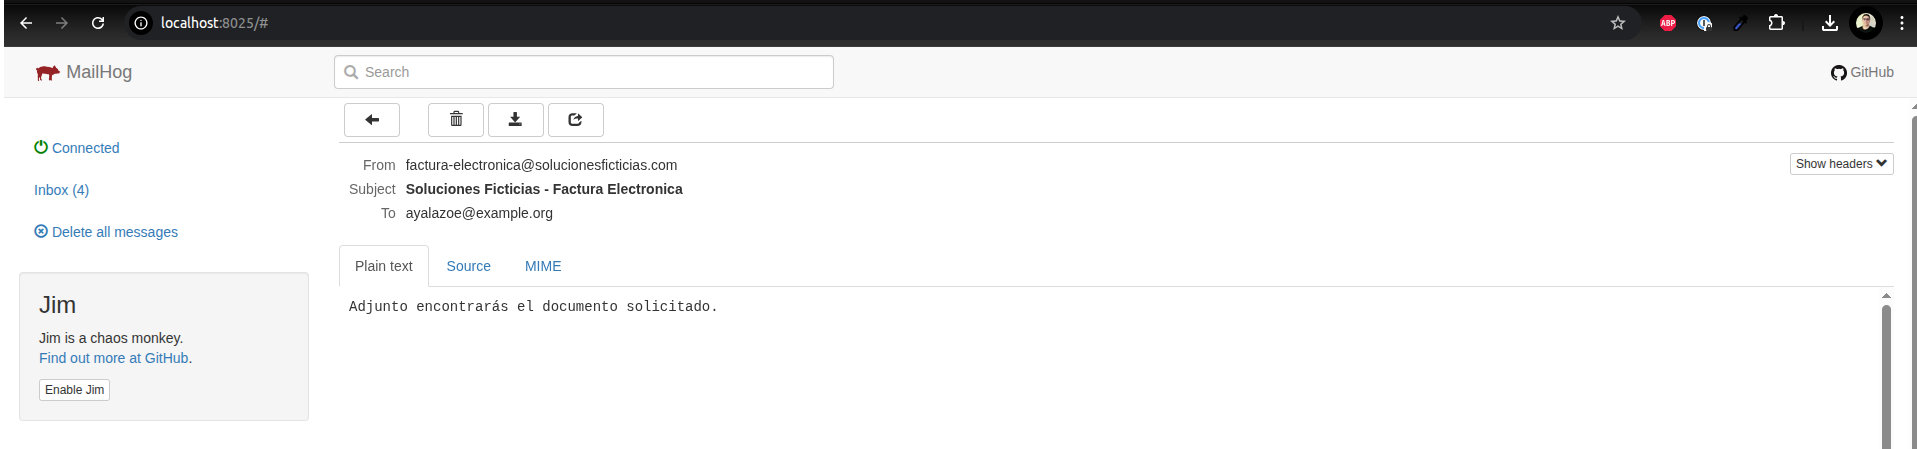 localhost:8025/#
ABP
MailHog
Search
GitHub
Connected
Inbox (4)
Delete all messages
Jim
Jim is a chaos monkey.
Find out more at GitHub.
Enable Jim
From factura-electronica@solucionesficticias.com
Show headers
Subject Soluciones Ficticias - Factura Electronica
To ayalazoe@example.org
Plain text Source MIME
Adjunto encontrarás el documento solicitado.